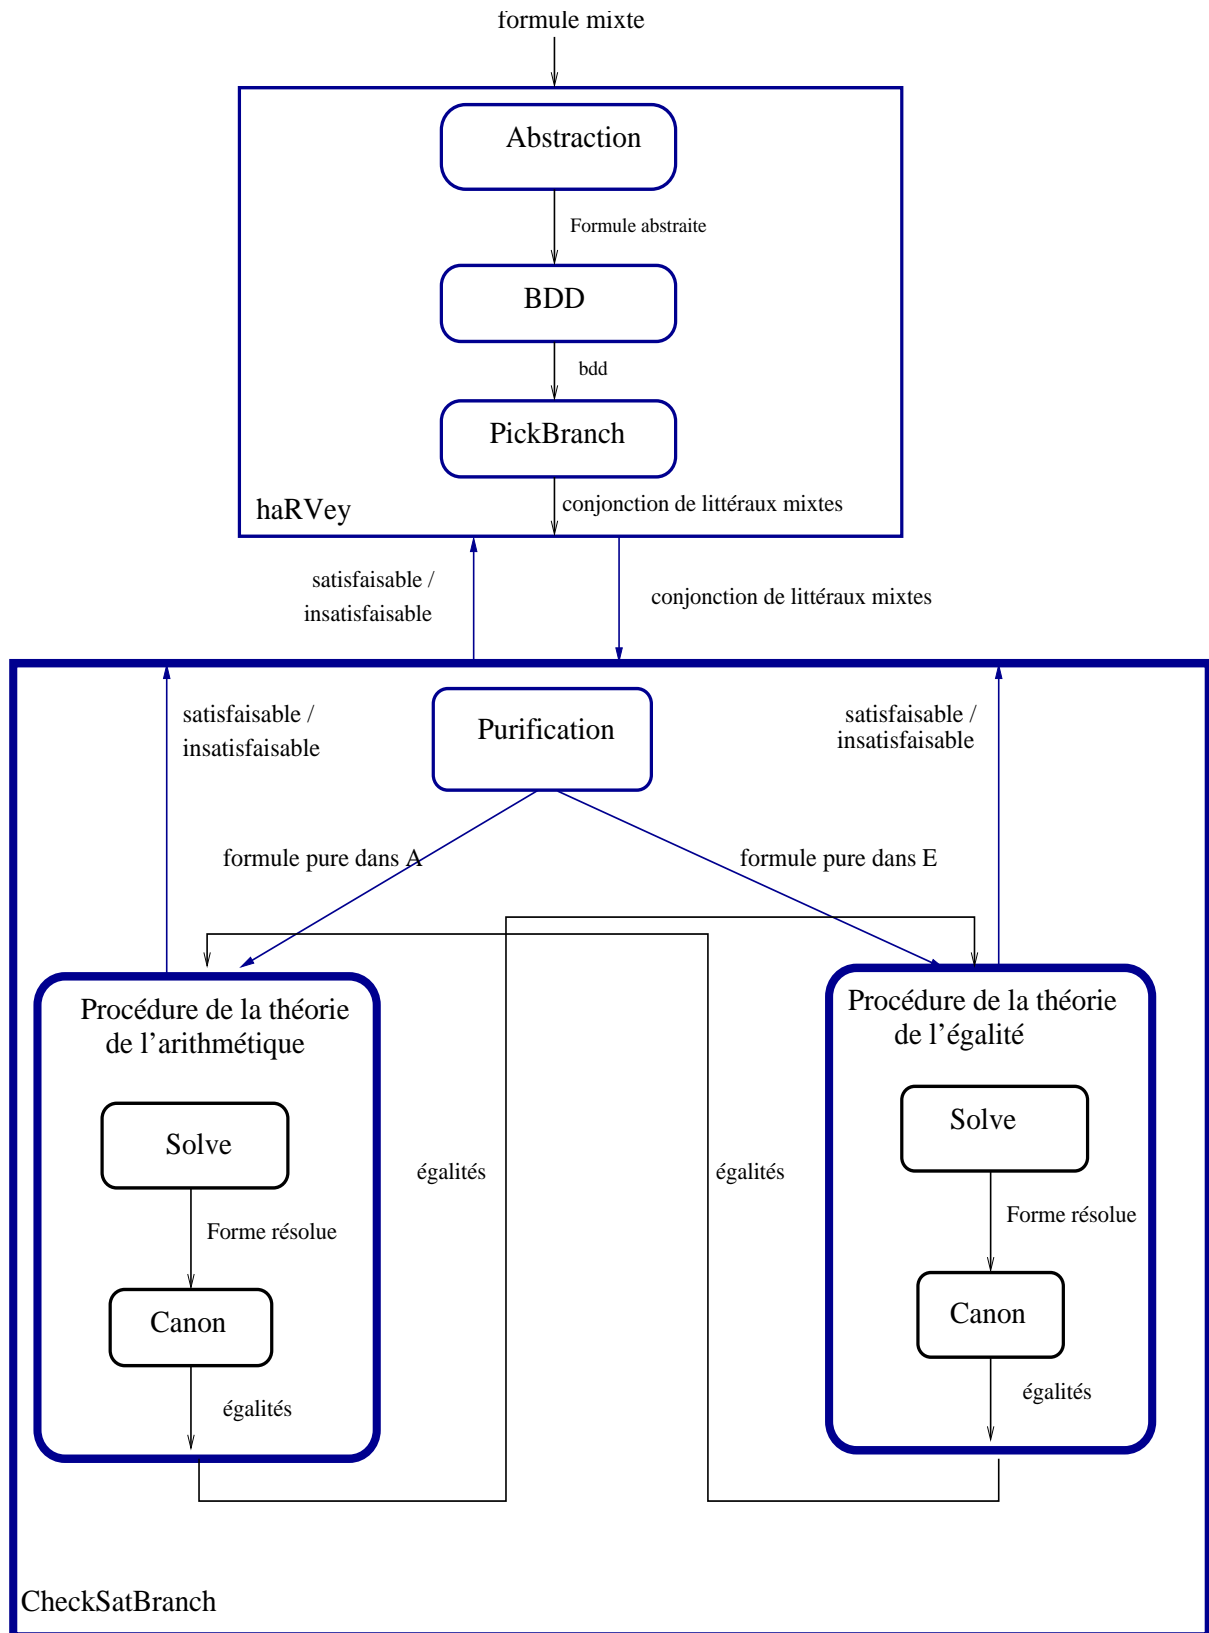 formule mixte
Abstraction
Formule abstraite
BDD
bdd
PickBranch
conjonction de littéraux mixtes
haRVey
satisfaisable /
insatisfaisable
conjonction de littéraux mixtes
satisfaisable /
insatisfaisable
Purification
satisfaisable /
insatisfaisable
formule pure dans A
formule pure dans E
Procédure de la théorie
de l’arithmétique
Procédure de la théorie
de l’égalité
Solve
Solve
égalités
égalités
Forme résolue
Forme résolue
Canon
Canon
égalités
égalités
CheckSatBranch